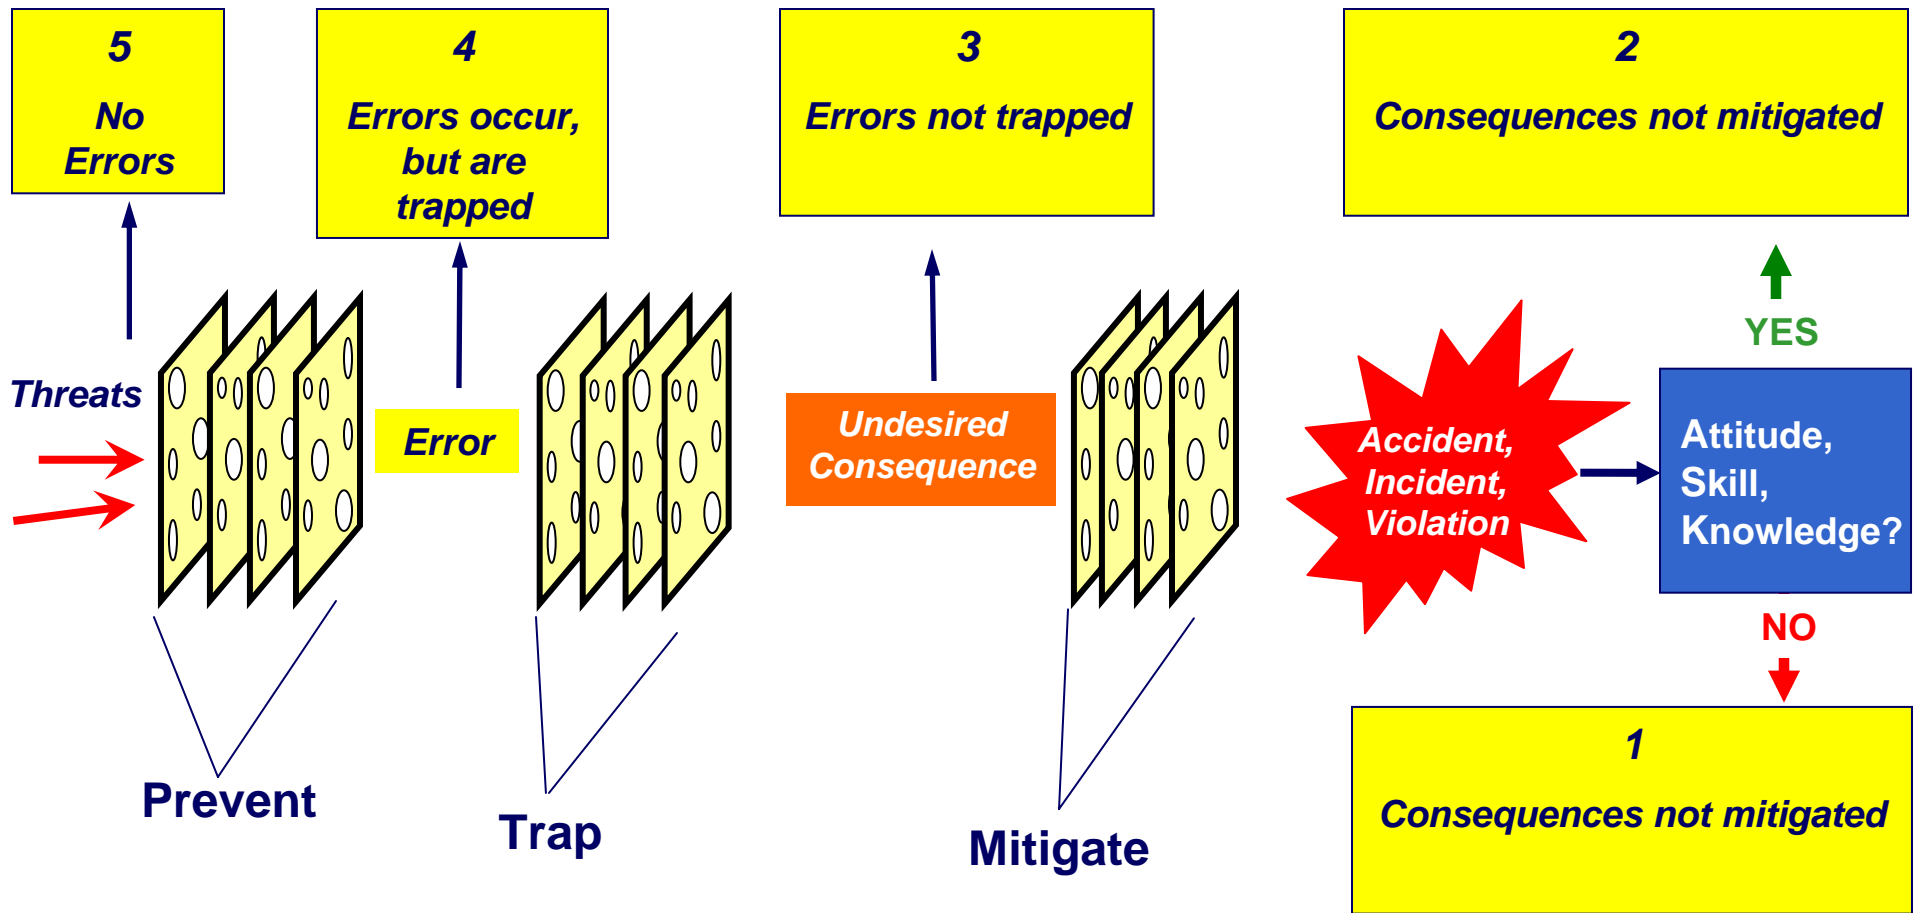 5
No
Errors
4
Errors occur,
but are
trapped
3
Errors not trapped
2
Consequences not mitigated
Threats
Error
Undesired
Consequence
Accident,
Incident,
Violation
YES
Attitude,
Skill,
Knowledge?
NO
1
Consequences not mitigated
Prevent
Trap
Mitigate